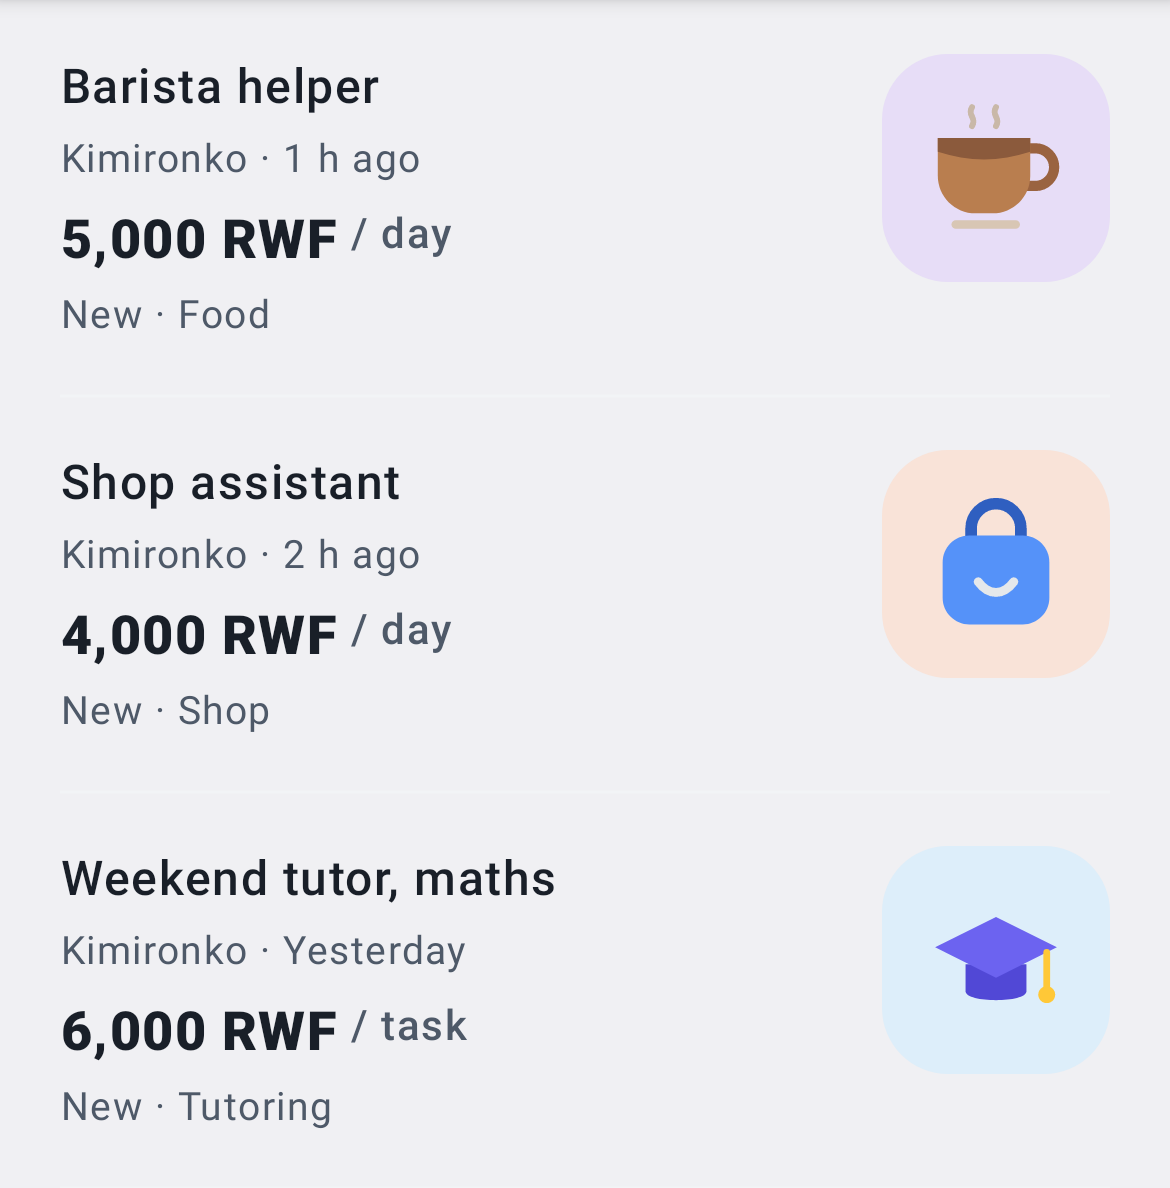 Barista helper
Kimironko · 1 h ago
5,000 RWF / day
New · Food
Shop assistant
Kimironko · 2 h ago
4,000 RWF / day
New · Shop
Weekend tutor, maths
Kimironko · Yesterday
6,000 RWF / task
New · Tutoring